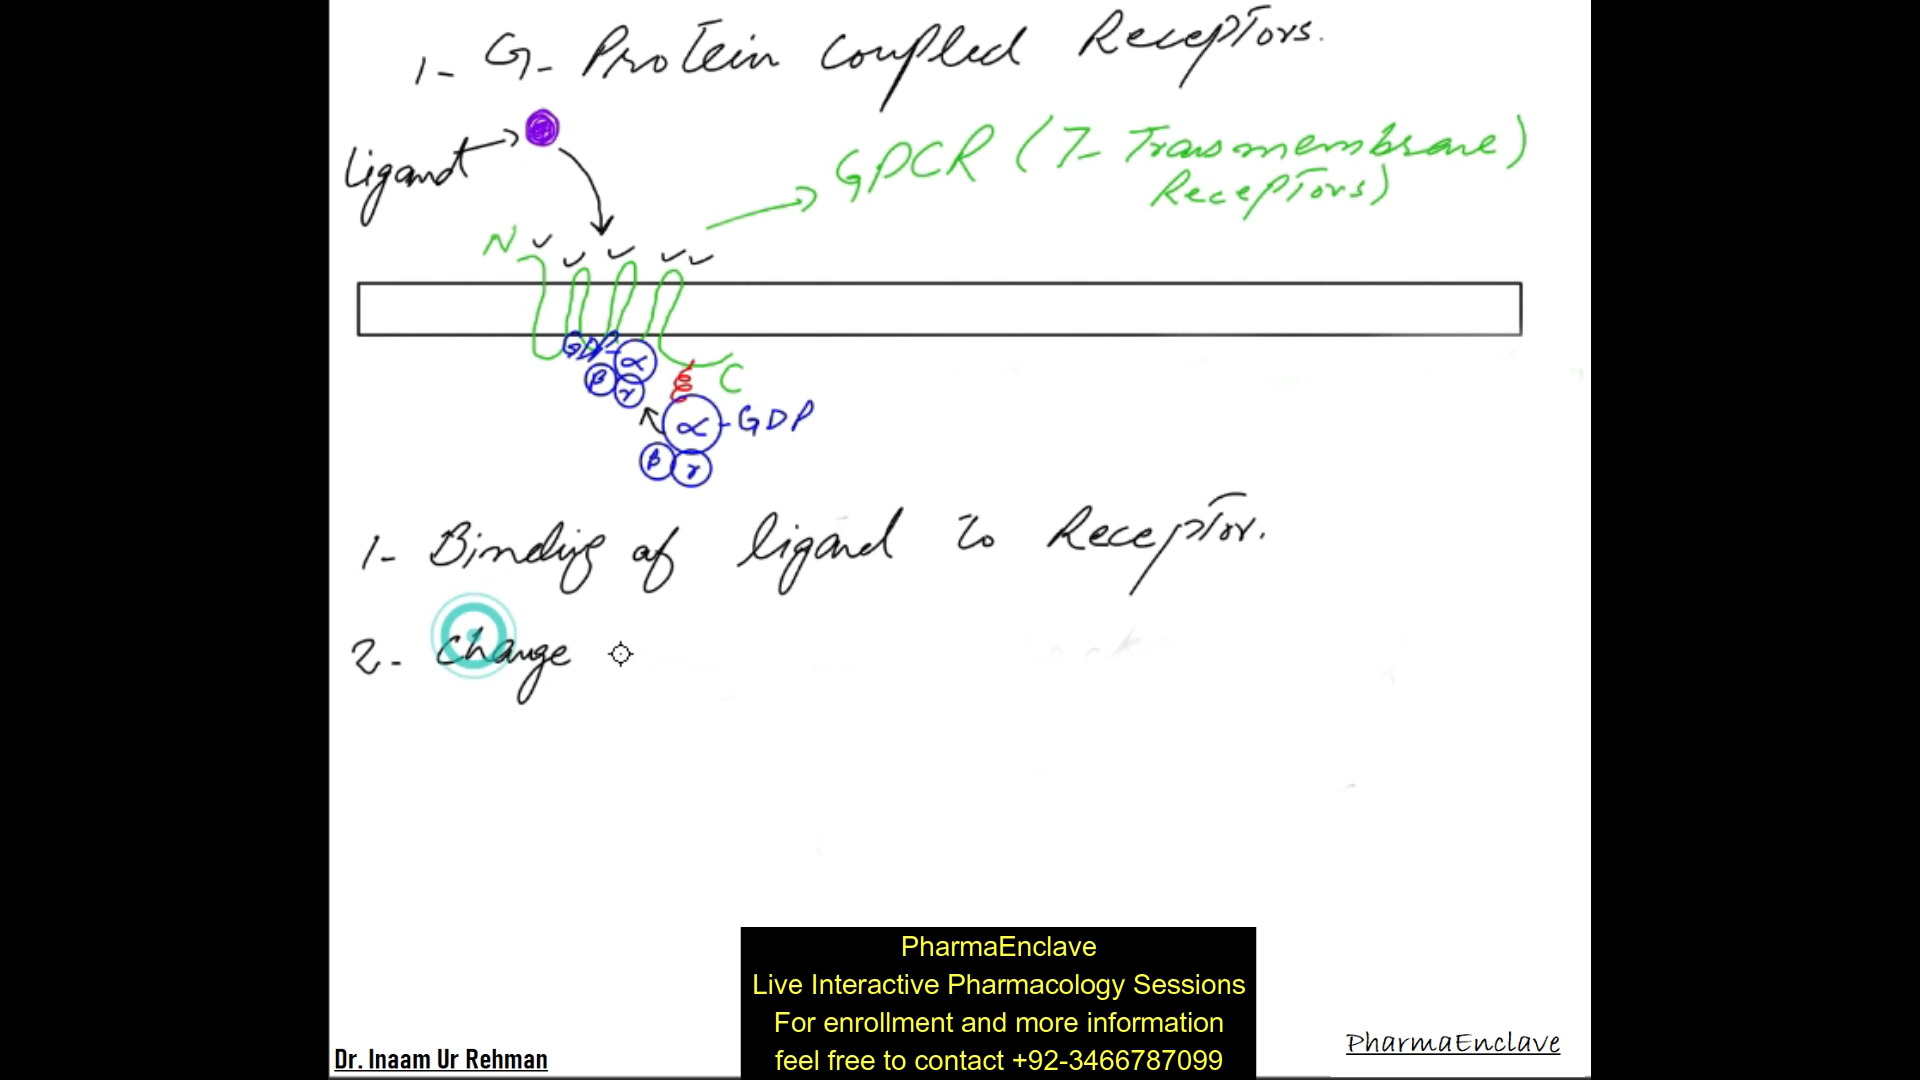 1- G- Protein Coupled Receptors.
Ligand
GPCR (7- Transmembrane)
Receptors)
N
GDP- α
β γ
C
α - GDP
β γ
1- Binding of ligand to Receptor.
2- Change
PharmaEnclave
Live Interactive Pharmacology Sessions
For enrollment and more information
feel free to contact +92-3466787099
Dr. Inaam Ur Rehman
PharmaEnclave